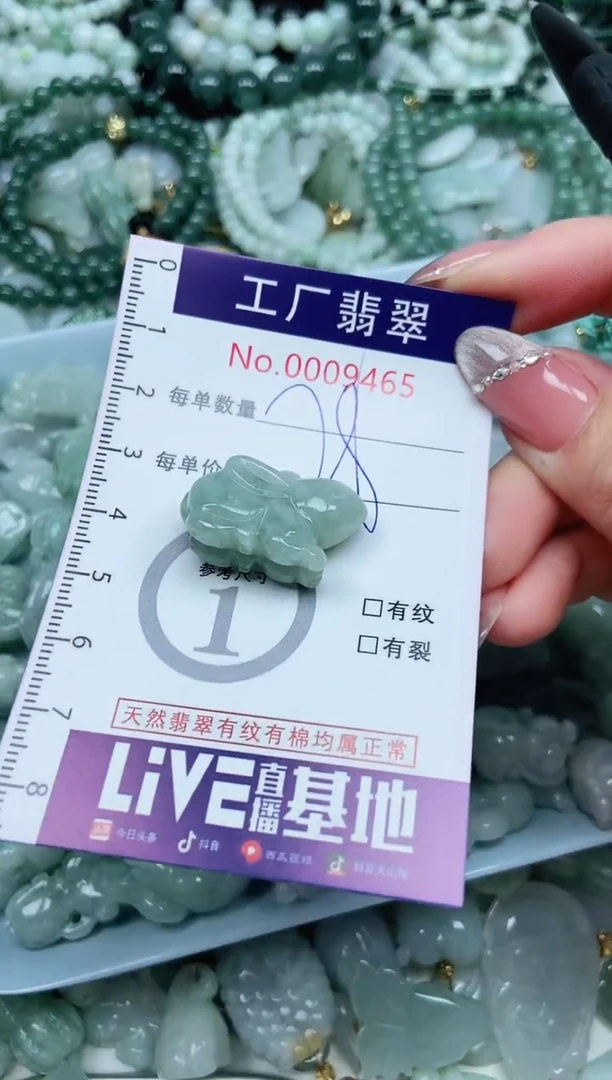 工厂翡翠
No.0009465
每单数量
每单价
参考尺寸
1
□有纹
□有裂
天然翡翠有纹有棉均属正常
LiVE直播基地
今日头条 抖音 西瓜视频 抖音火山版
0
1
2
3
4
5
6
7
8